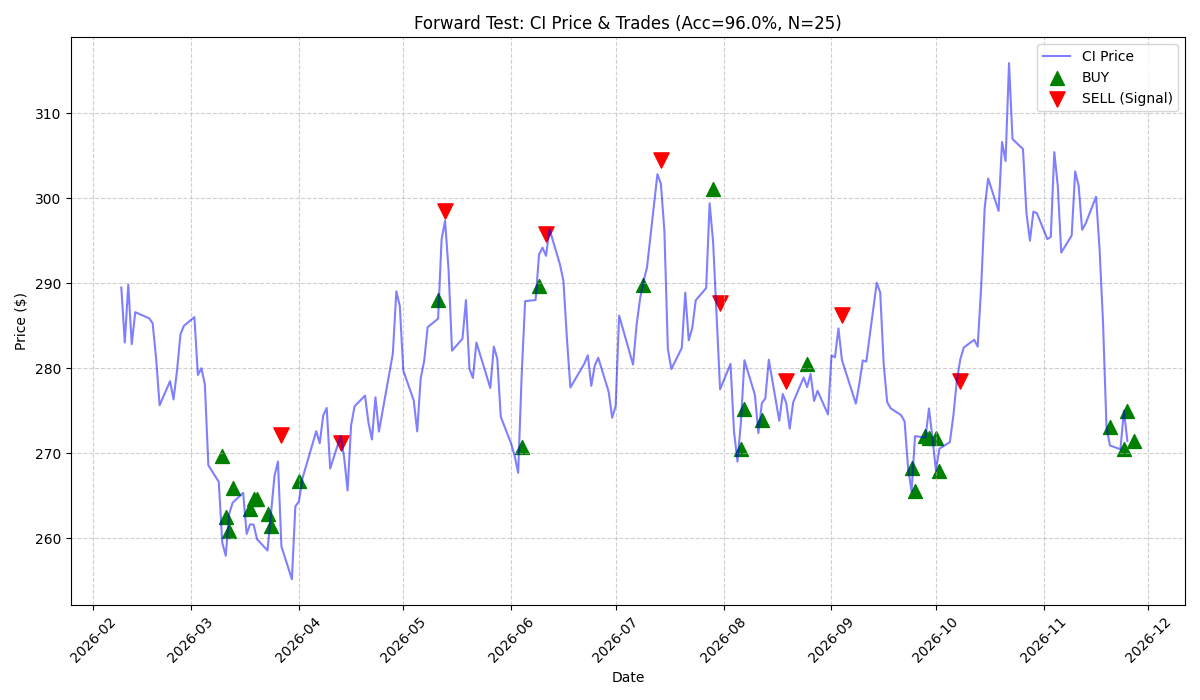 Forward Test: CI Price & Trades (Acc=96.0%, N=25)
CI Price
BUY
SELL (Signal)
Price ($)
310
300
290
280
270
260
2026-02
2026-03
2026-04
2026-05
2026-06
2026-07
2026-08
2026-09
2026-10
2026-11
2026-12
Date